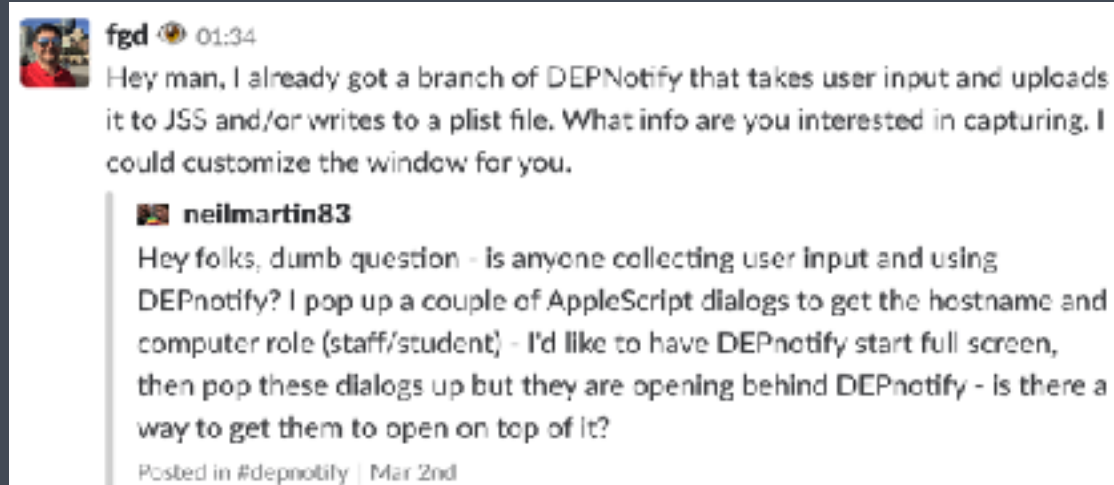 fgd 01:34
Hey man, I already got a branch of DEPNotify that takes user input and uploads
it to JSS and/or writes to a plist file. What info are you interested in capturing. I
could customize the window for you.
neilmartin83
Hey folks, dumb question - is anyone collecting user input and using
DEPnotify? I pop up a couple of AppleScript dialogs to get the hostname and
computer role (staff/student) - I'd like to have DEPnotify start full screen,
then pop these dialogs up but they are opening behind DEPnotify - is there a
way to get them to open on top of it?
Posted in #depnotify | Mar 2nd